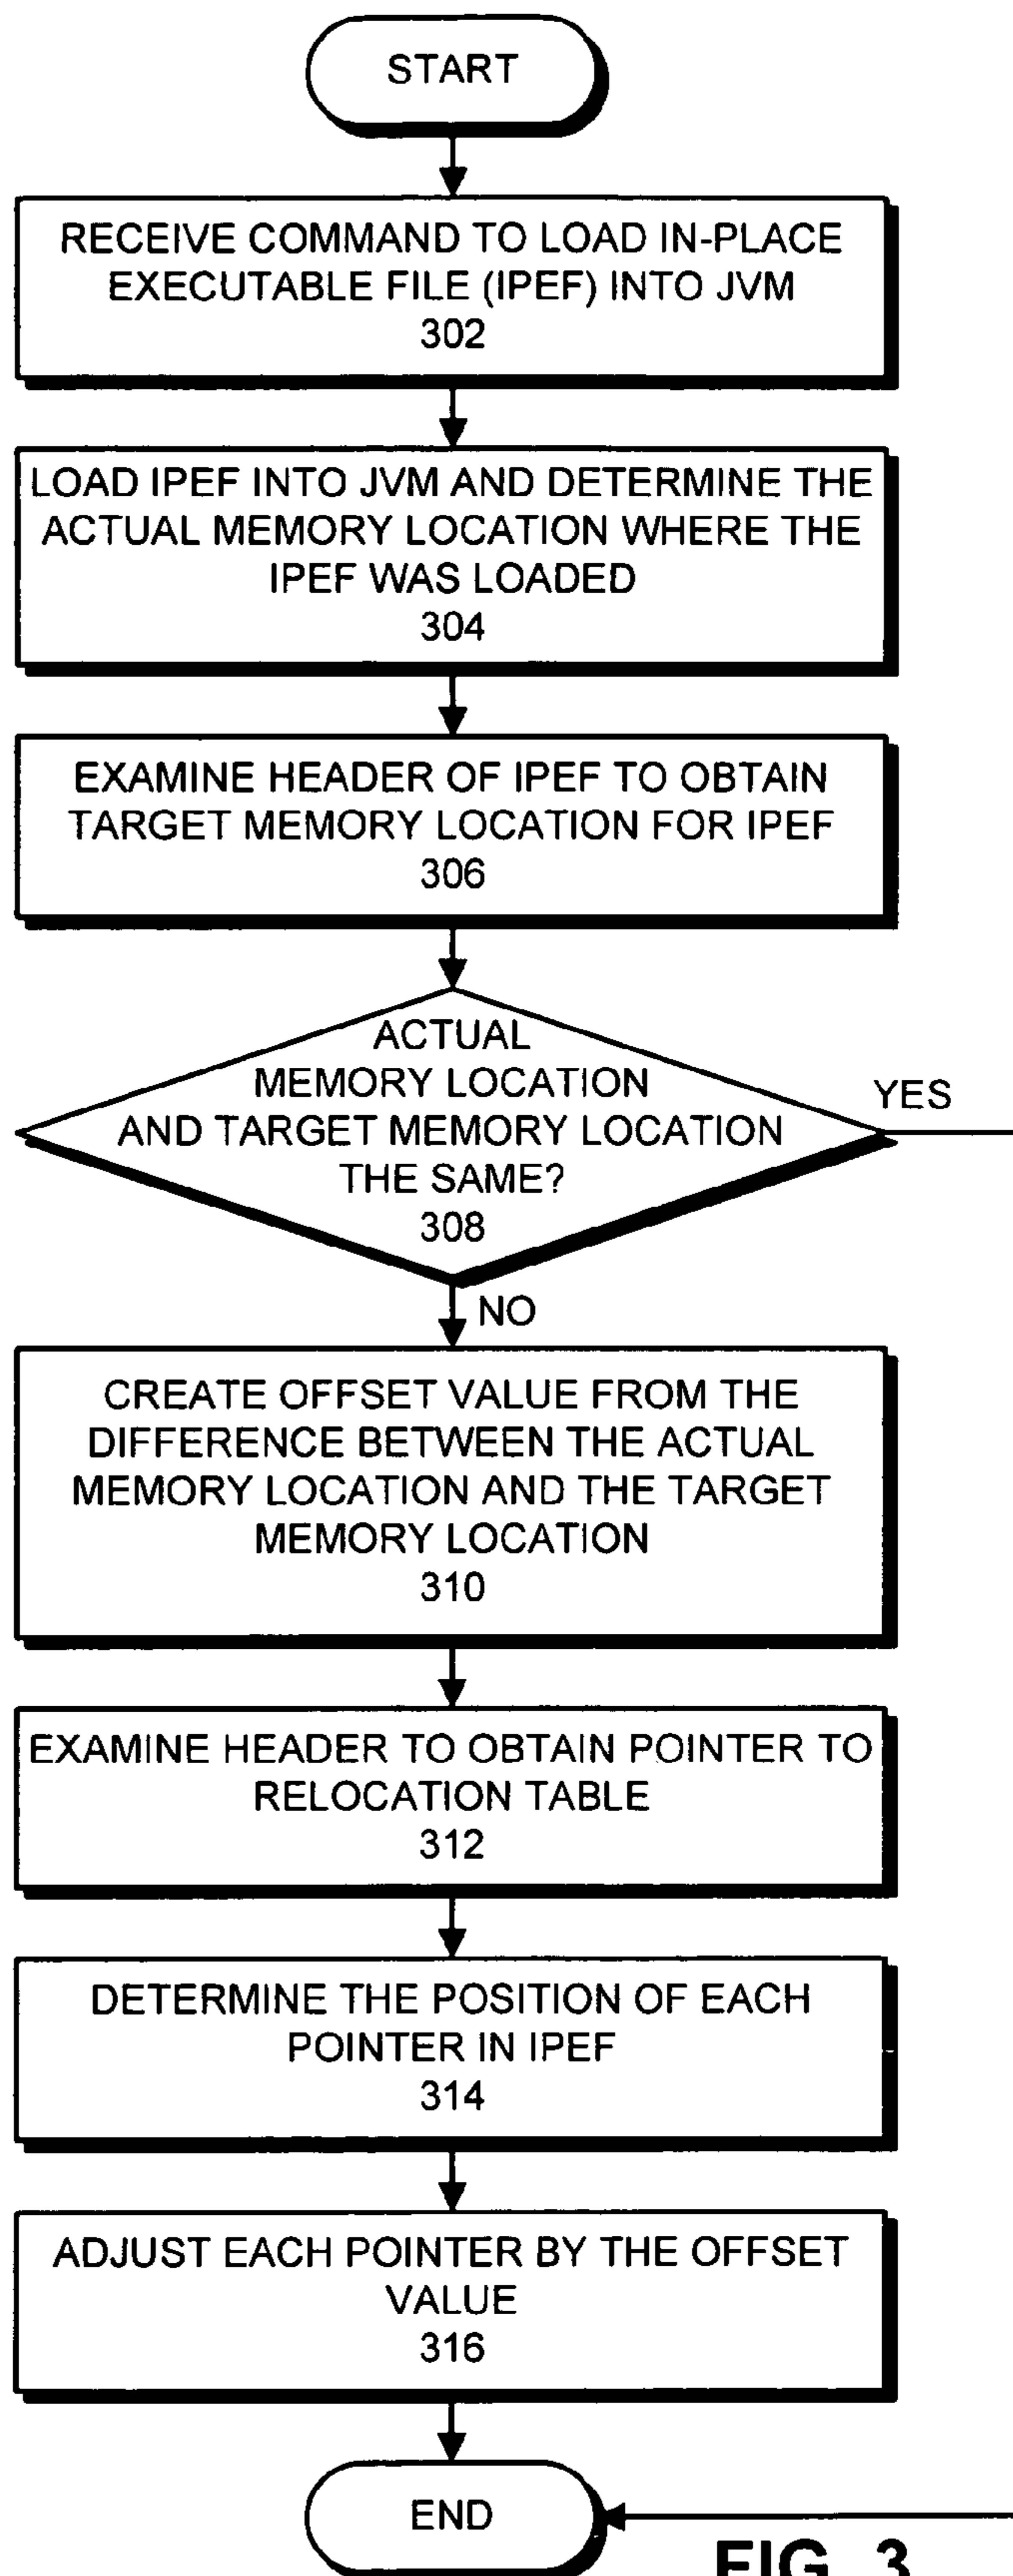 START
RECEIVE COMMAND TO LOAD IN-PLACE
EXECUTABLE FILE (IPEF) INTO JVM
302
LOAD IPEF INTO JVM AND DETERMINE THE
ACTUAL MEMORY LOCATION WHERE THE
IPEF WAS LOADED
304
EXAMINE HEADER OF IPEF TO OBTAIN
TARGET MEMORY LOCATION FOR IPEF
306
ACTUAL
MEMORY LOCATION
AND TARGET MEMORY LOCATION
THE SAME?
308
YES
NO
CREATE OFFSET VALUE FROM THE
DIFFERENCE BETWEEN THE ACTUAL
MEMORY LOCATION AND THE TARGET
MEMORY LOCATION
310
EXAMINE HEADER TO OBTAIN POINTER TO
RELOCATION TABLE
312
DETERMINE THE POSITION OF EACH
POINTER IN IPEF
314
ADJUST EACH POINTER BY THE OFFSET
VALUE
316
END
FIG. 3